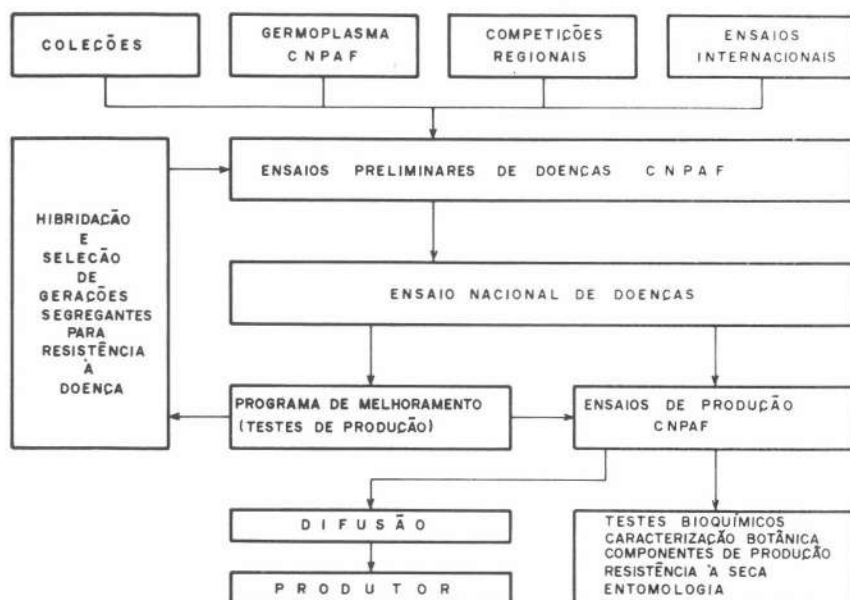 COLEÇÕES
GERMOPLASMA
CNPAF
COMPETIÇÕES
REGIONAIS
ENSAIOS
INTERNACIONAIS
ENSAIOS PRELIMINARES DE DOENÇAS CNPAF
HIBRIDAÇÃO
E
SELEÇÃO
DE
GERAÇÕES
SEGREGANTES
PARA
RESISTÊNCIA
À
DOENÇA
ENSAIO NACIONAL DE DOENÇAS
PROGRAMA DE MELHORAMENTO
(TESTES DE PRODUÇÃO)
ENSAIOS DE PRODUÇÃO
CNPAF
DIFUSÃO
PRODUTOR
TESTES BIOQUÍMICOS
CARACTERIZAÇÃO BOTÂNICA
COMPONENTES DE PRODUÇÃO
RESISTÊNCIA À SECA
ENTOMOLOGIA